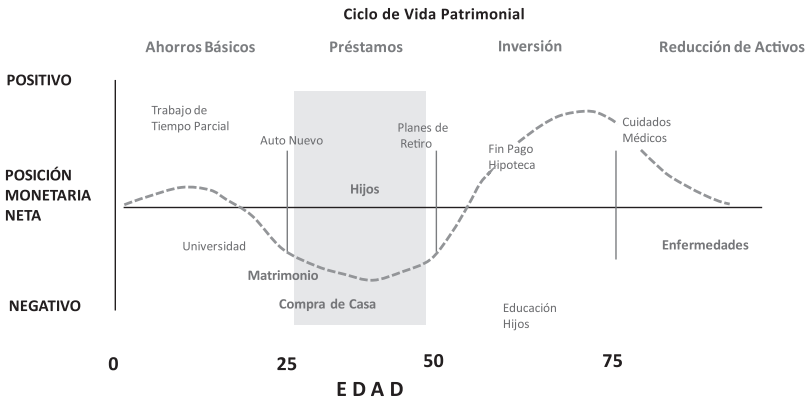 Ciclo de Vida Patrimonial
Ahorros Básicos
Préstamos
Inversión
Reducción de Activos
POSITIVO
Trabajo de
Tiempo Parcial
Auto Nuevo
Planes de
Retiro
Fin Pago
Hipoteca
Cuidados
Médicos
POSICIÓN
MONETARIA
NETA
Hijos
Universidad
Matrimonio
Enfermedades
NEGATIVO
Compra de Casa
Educación
Hijos
0
25
50
75
EDAD